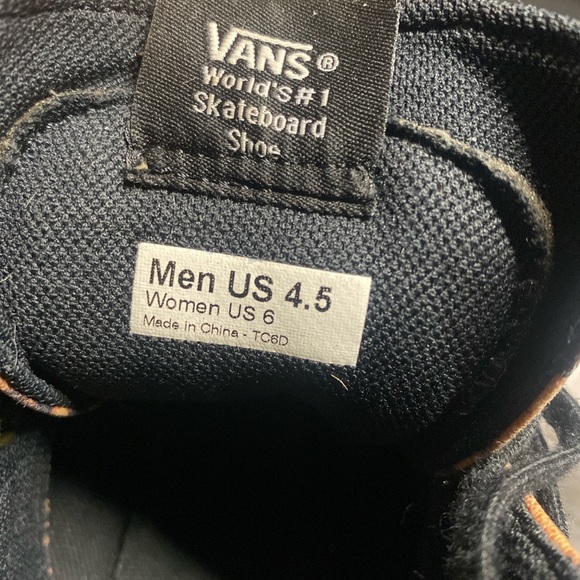 VANS®
World's #1
Skateboard
Shoe
Men US 4.5
Women US 6
Made in China - TC6D